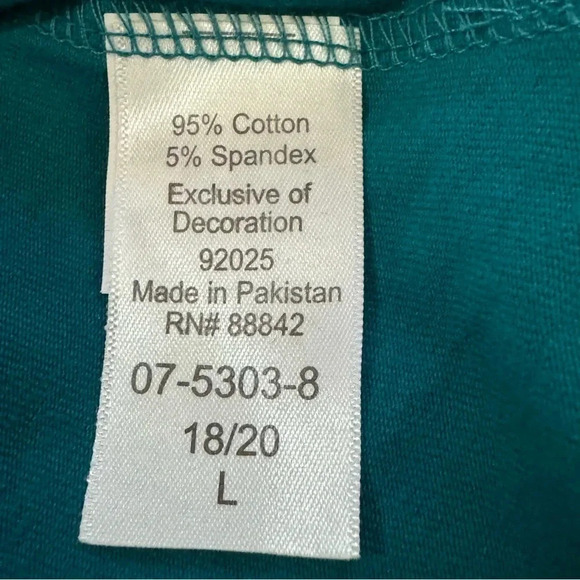 95% Cotton
5% Spandex
Exclusive of
Decoration
92025
Made in Pakistan
RN# 88842
07-5303-8
18/20
L